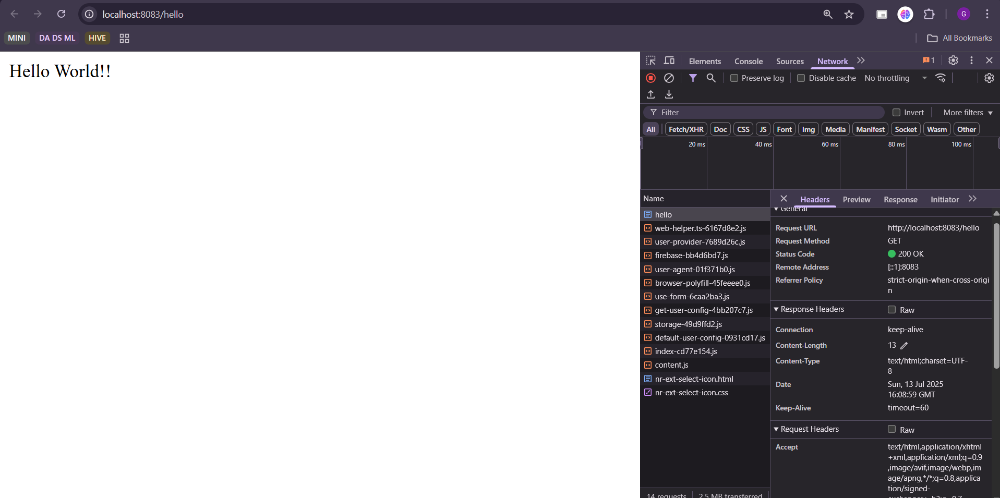 localhost:8083/hello
G
MINI
DA DS ML
HIVE
All Bookmarks
Hello World!!
Elements
Console
Sources
Network
1
Preserve log
Disable cache
No throttling
Filter
Invert
More filters
All
Fetch/XHR
Doc
CSS
JS
Font
Img
Media
Manifest
Socket
Wasm
Other
20 ms
40 ms
60 ms
80 ms
100 ms
Name
hello
web-helper.ts-6167d8e2.js
user-provider-7689d26c.js
firebase-bb4d6bd7.js
user-agent-01f371b0.js
browser-polyfill-45feeee0.js
use-form-6caa2ba3.js
get-user-config-4bb207c7.js
storage-49d9ffd2.js
default-user-config-0931cd17.js
index-cd77e154.js
content.js
nr-ext-select-icon.html
nr-ext-select-icon.css
14 requests
2.5 MB transferred
Headers
Preview
Response
Initiator
General
Request URL
http://localhost:8083/hello
Request Method
GET
Status Code
200 OK
Remote Address
[::1]:8083
Referrer Policy
strict-origin-when-cross-origi
n
Response Headers
Raw
Connection
keep-alive
Content-Length
13
Content-Type
text/html;charset=UTF-
8
Date
Sun, 13 Jul 2025
16:08:59 GMT
Keep-Alive
timeout=60
Request Headers
Raw
Accept
text/html,application/xhtml
+xml,application/xml;q=0.9
,image/avif,image/webp,im
age/apng,*/*;q=0.8,applica
tion/signed-